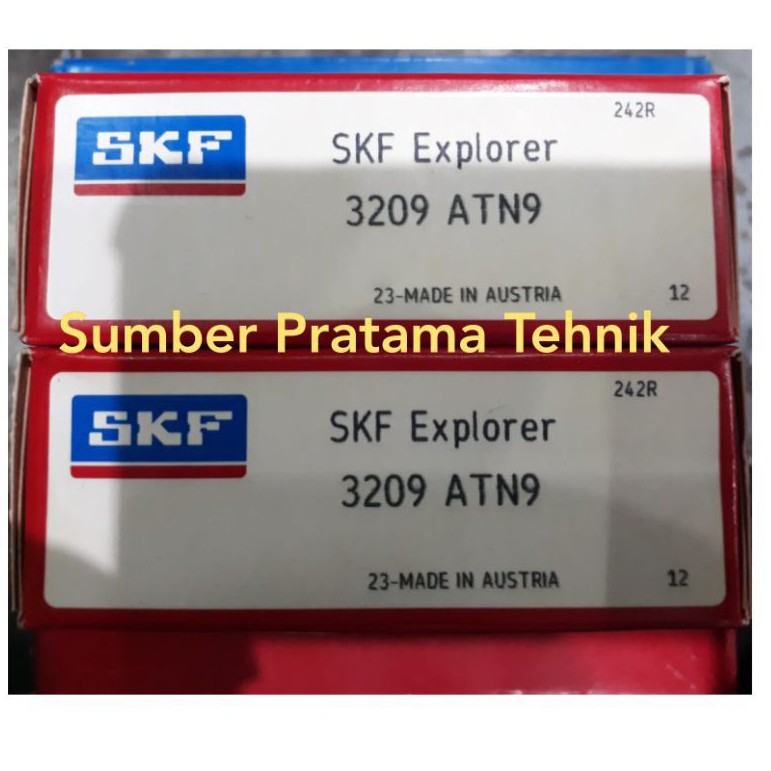 242R
SKF
SKF Explorer
3209 ATN9
23-MADE IN AUSTRIA 12
Sumber Pratama Tehnik
242R
SKF
SKF Explorer
3209 ATN9
23-MADE IN AUSTRIA 12